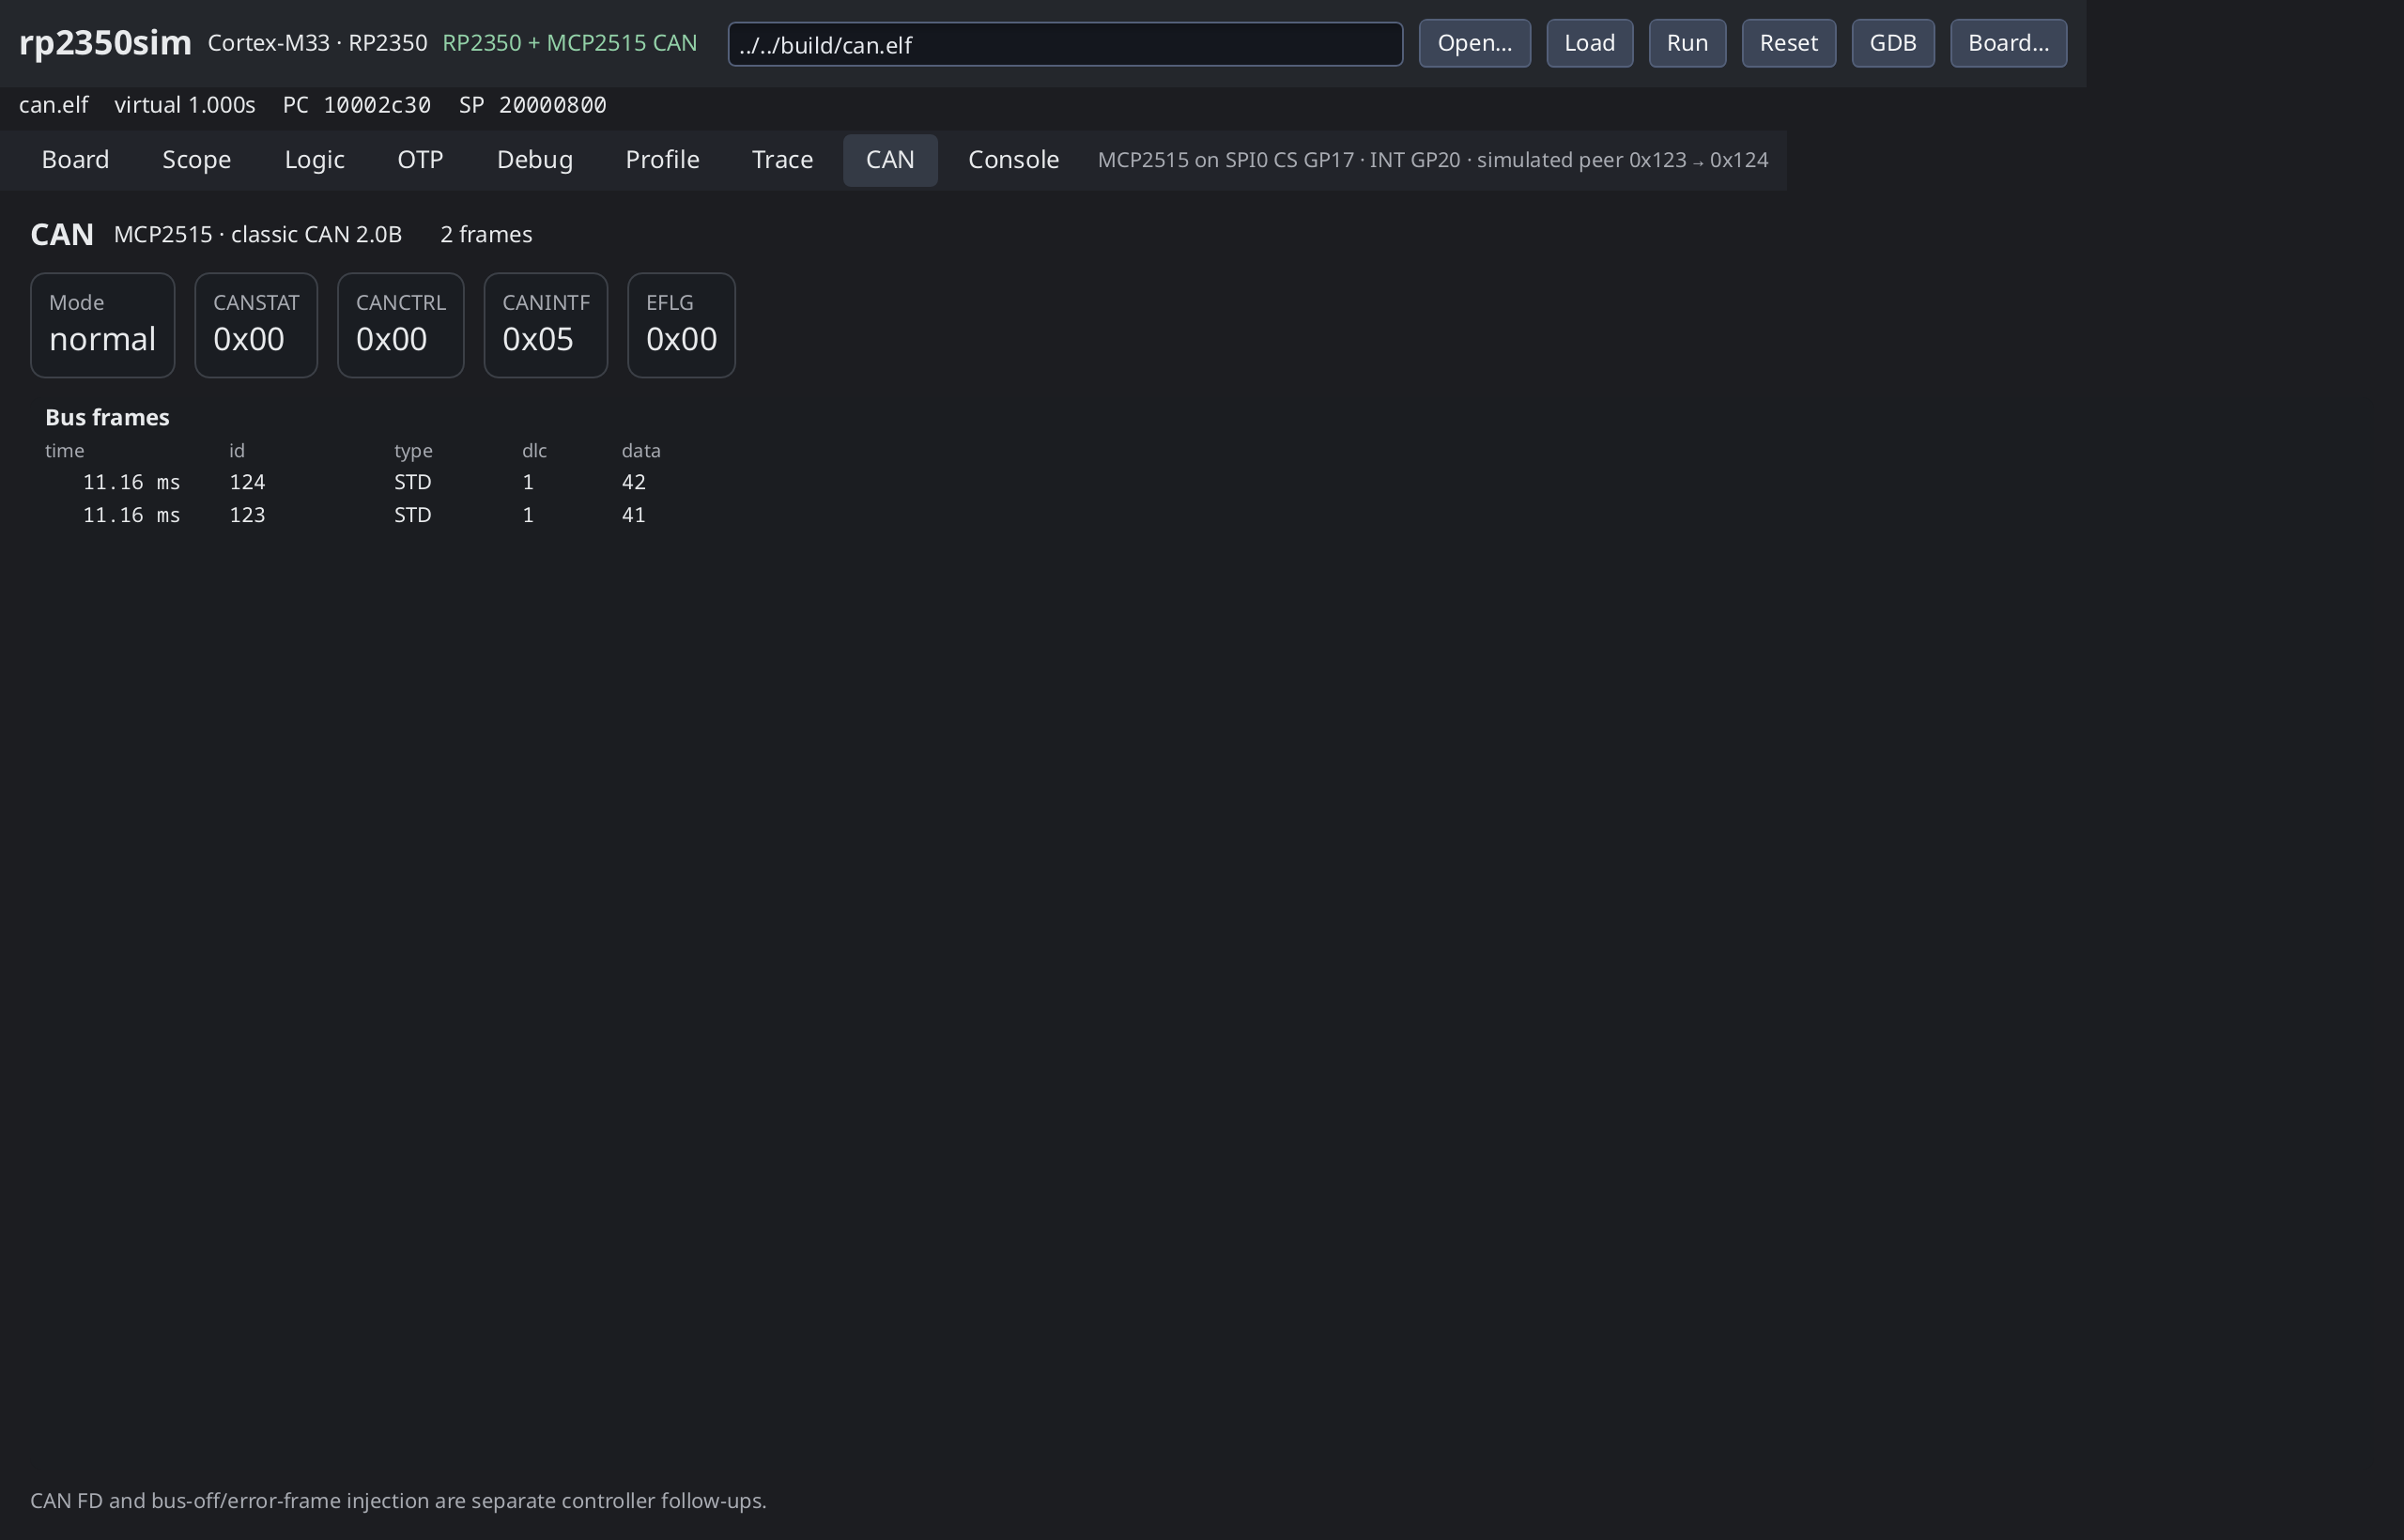 rp2350sim Cortex-M33 · RP2350 RP2350 + MCP2515 CAN ../../build/can.elf Open... Load Run Reset GDB Board...
can.elf virtual 1.000s PC 10002c30 SP 20000800
Board Scope Logic OTP Debug Profile Trace CAN Console MCP2515 on SPI0 CS GP17 · INT GP20 · simulated peer 0x123→0x124
CAN MCP2515 · classic CAN 2.0B 2 frames
Mode CANSTAT CANCTRL CANINTF EFLG
normal 0x00 0x00 0x05 0x00
Bus frames
time id type dlc data
11.16 ms 124 STD 1 42
11.16 ms 123 STD 1 41
CAN FD and bus-off/error-frame injection are separate controller follow-ups.